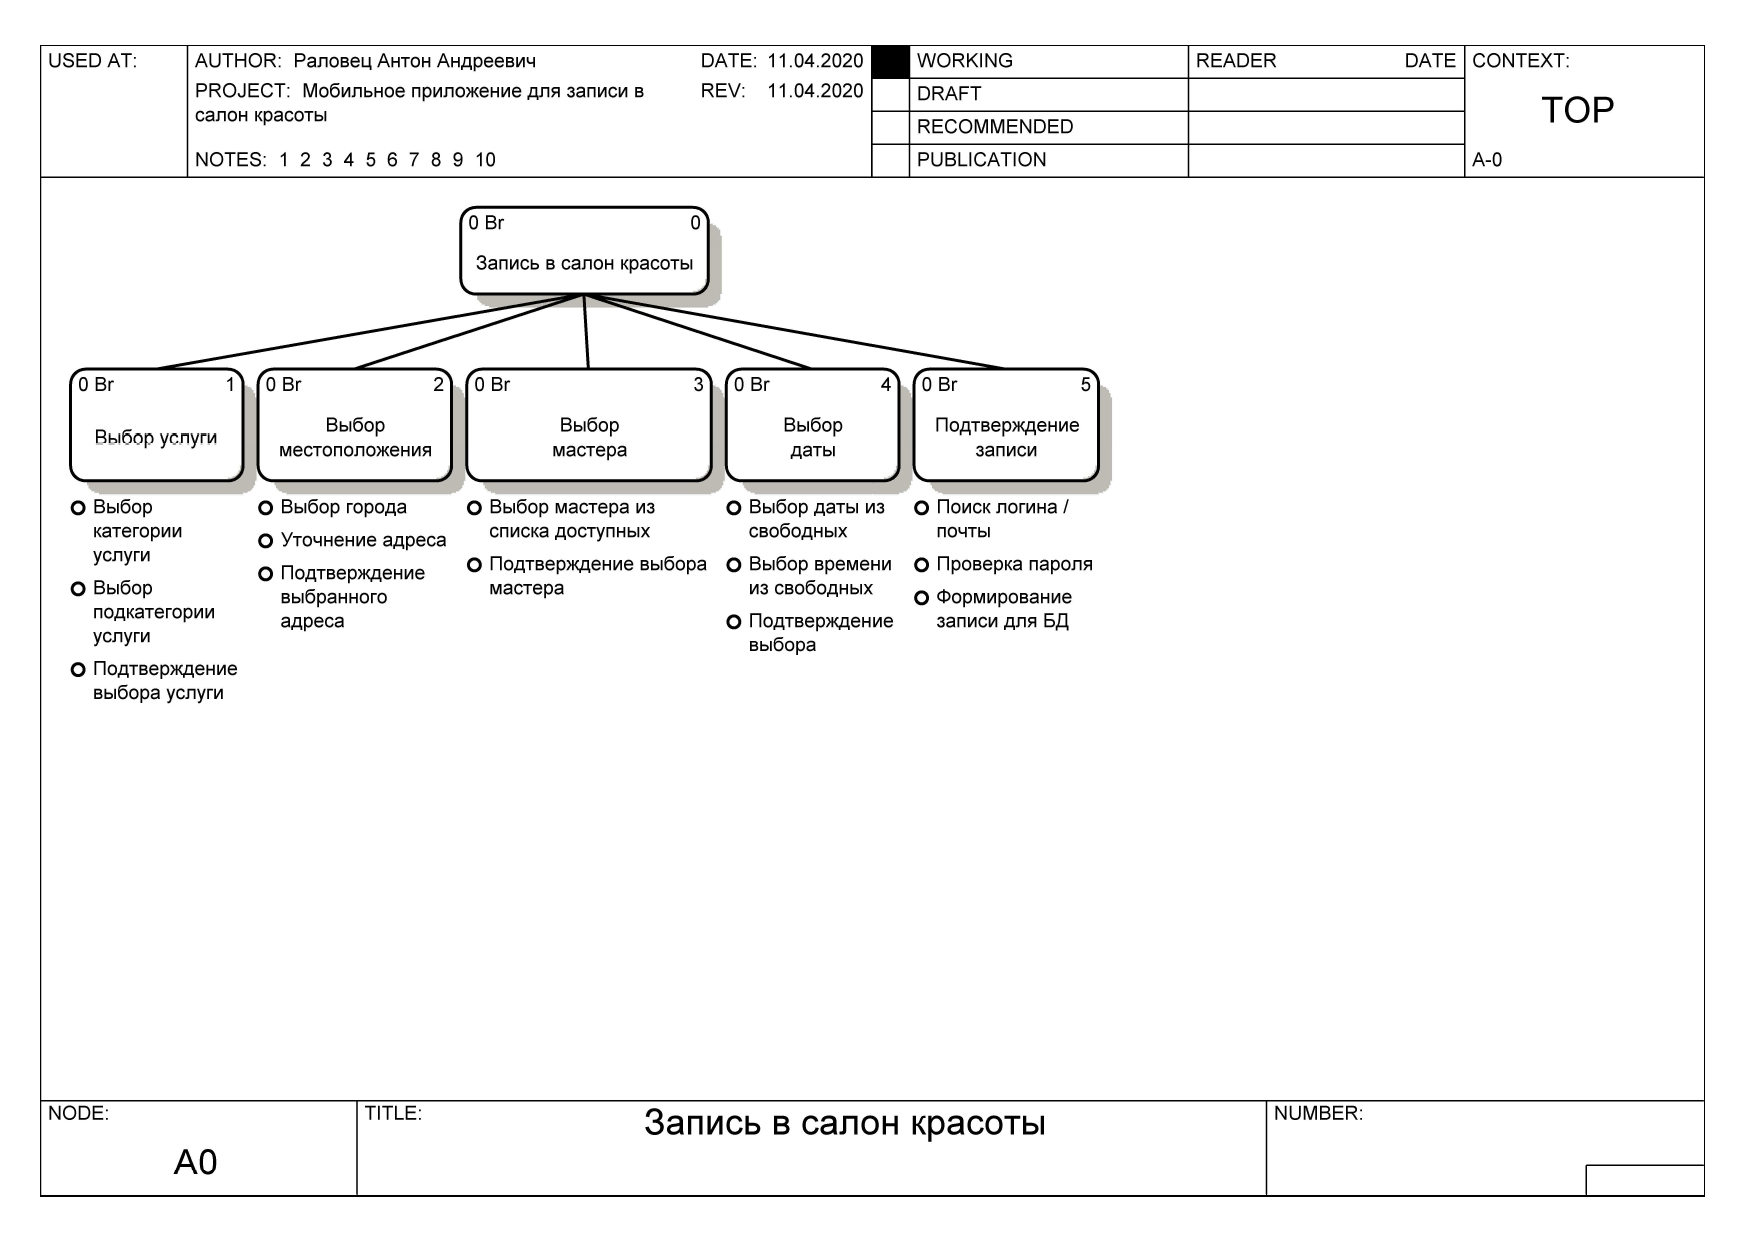 USED AT:
AUTHOR: Раловец Антон Андреевич
DATE: 11.04.2020
PROJECT: Мобильное приложение для записи в
салон красоты
REV: 11.04.2020
NOTES: 1 2 3 4 5 6 7 8 9 10
WORKING
DRAFT
RECOMMENDED
PUBLICATION
READER DATE
CONTEXT:
TOP
A-0
0 Br 0
Запись в салон красоты
0 Br 1
Выбор услуги
0 Br 2
Выбор
местоположения
0 Br 3
Выбор
мастера
0 Br 4
Выбор
даты
0 Br 5
Подтверждение
записи
Выбор
категории
услуги
Выбор
подкатегории
услуги
Подтверждение
выбора услуги
Выбор города
Уточнение адреса
Подтверждение
выбранного
адреса
Выбор мастера из
списка доступных
Подтверждение выбора
мастера
Выбор даты из
свободных
Выбор времени
из свободных
Подтверждение
выбора
Поиск логина /
почты
Проверка пароля
Формирование
записи для БД
NODE:
A0
TITLE:
Запись в салон красоты
NUMBER: